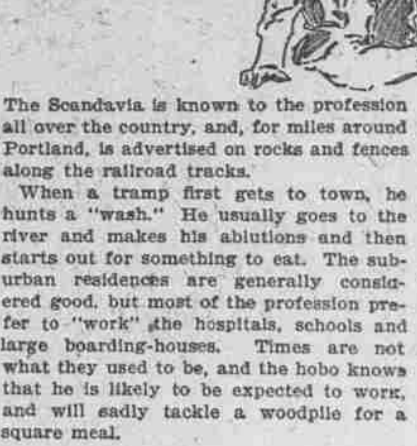 The Scandavia is known to the profession
all over the country, and, for miles around
Portland, is advertised on rocks and fences
along the railroad tracks.
When a tramp first gets to town, he
hunts a "wash." He usually goes to the
river and makes his ablutions and then
starts out for something to eat. The sub-
urban residences are generally consid-
ered good, but most of the profession pre-
fer to "work" the hospitals, schools and
large boarding-houses. Times are not
what they used to be, and the hobo knows
that he is likely to be expected to work,
and will sadly tackle a woodpile for a
square meal.